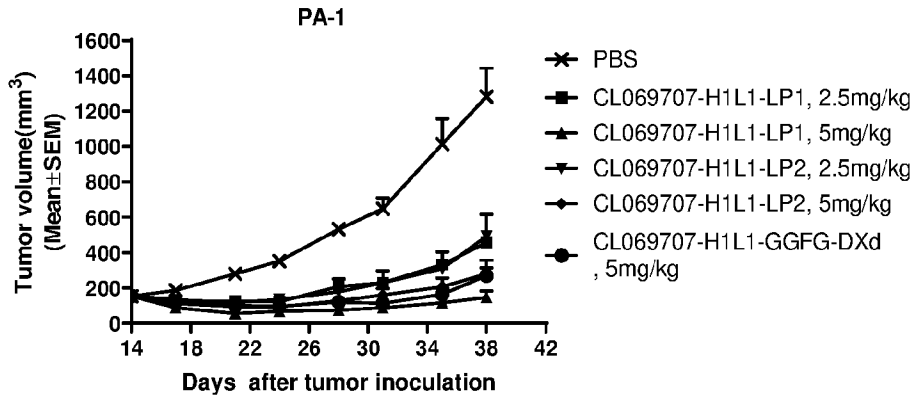 PA-1
Tumor volume(mm³)
(Mean±SEM)
1600
1400
1200
1000
800
600
400
200
0
14
18
22
26
30
34
38
42
Days after tumor inoculation
PBS
CL069707-H1L1-LP1, 2.5mg/kg
CL069707-H1L1-LP1, 5mg/kg
CL069707-H1L1-LP2, 2.5mg/kg
CL069707-H1L1-LP2, 5mg/kg
CL069707-H1L1-GGFG-DXd
, 5mg/kg